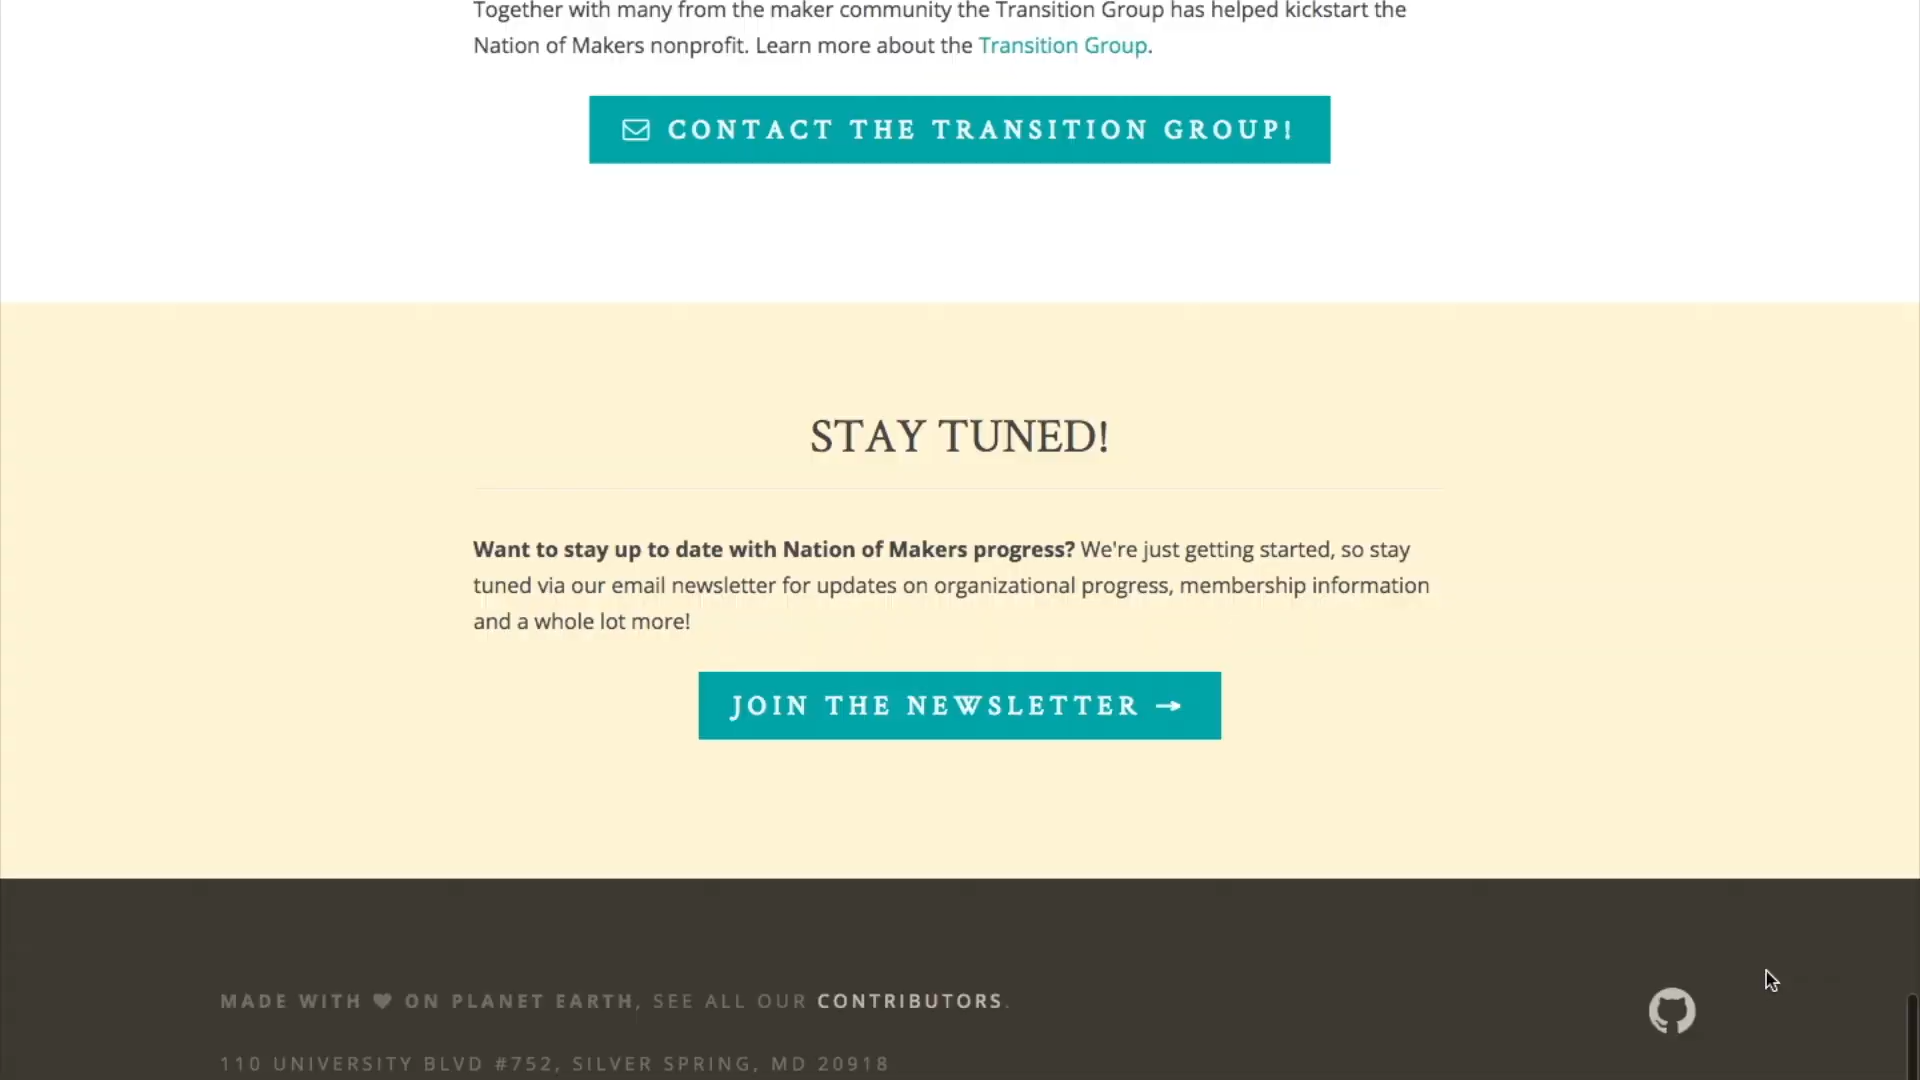 Together with many from the maker community the Transition Group has helped kickstart the
Nation of Makers nonprofit. Learn more about the Transition Group.
CONTACT THE TRANSITION GROUP!
STAY TUNED!
Want to stay up to date with Nation of Makers progress? We're just getting started, so stay
tuned via our email newsletter for updates on organizational progress, membership information
and a whole lot more!
JOIN THE NEWSLETTER →
MADE WITH ♥ ON PLANET EARTH, SEE ALL OUR CONTRIBUTORS.
110 UNIVERSITY BLVD #752, SILVER SPRING, MD 20918